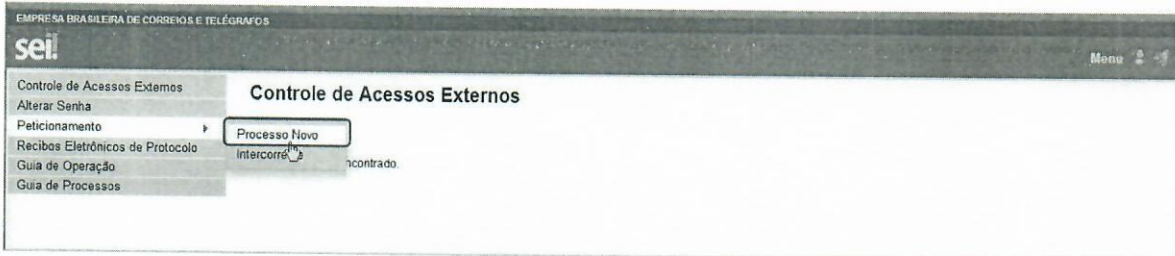 EMPRESA BRASILEIRA DE CORREIOS E TELÉGRAFOS
sei!
Menu
Controle de Acessos Externos
Alterar Senha
Peticionamento
Recibos Eletrônicos de Protocolo
Guia de Operação
Guia de Processos
Controle de Acessos Externos
Processo Novo